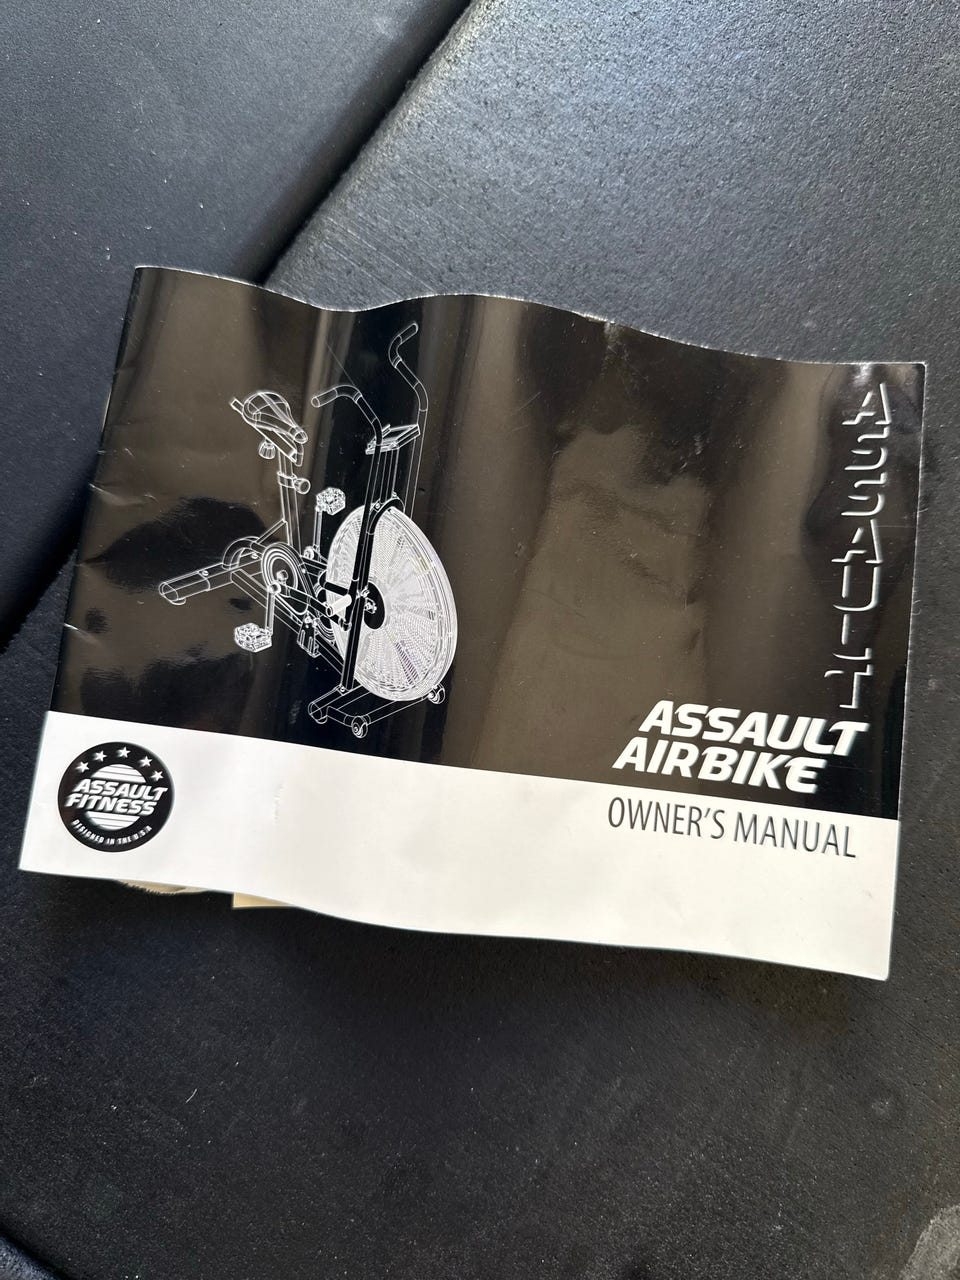 ASSAULT
ASSAULT
AIRBIKE
OWNER'S MANUAL
ASSAULT
FITNESS
DESIGNED IN THE U.S.A